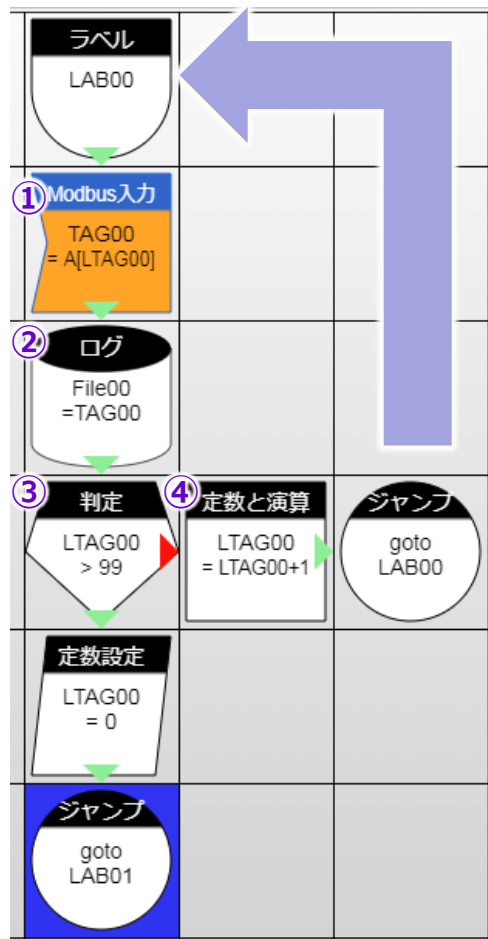 ラベル
LAB00
①
Modbus入力
TAG00
= A[LTAG00]
②
ログ
File00
=TAG00
③
判定
LTAG00
> 99
④
定数と演算
LTAG00
= LTAG00+1
ジャンプ
goto
LAB00
定数設定
LTAG00
= 0
ジャンプ
goto
LAB01